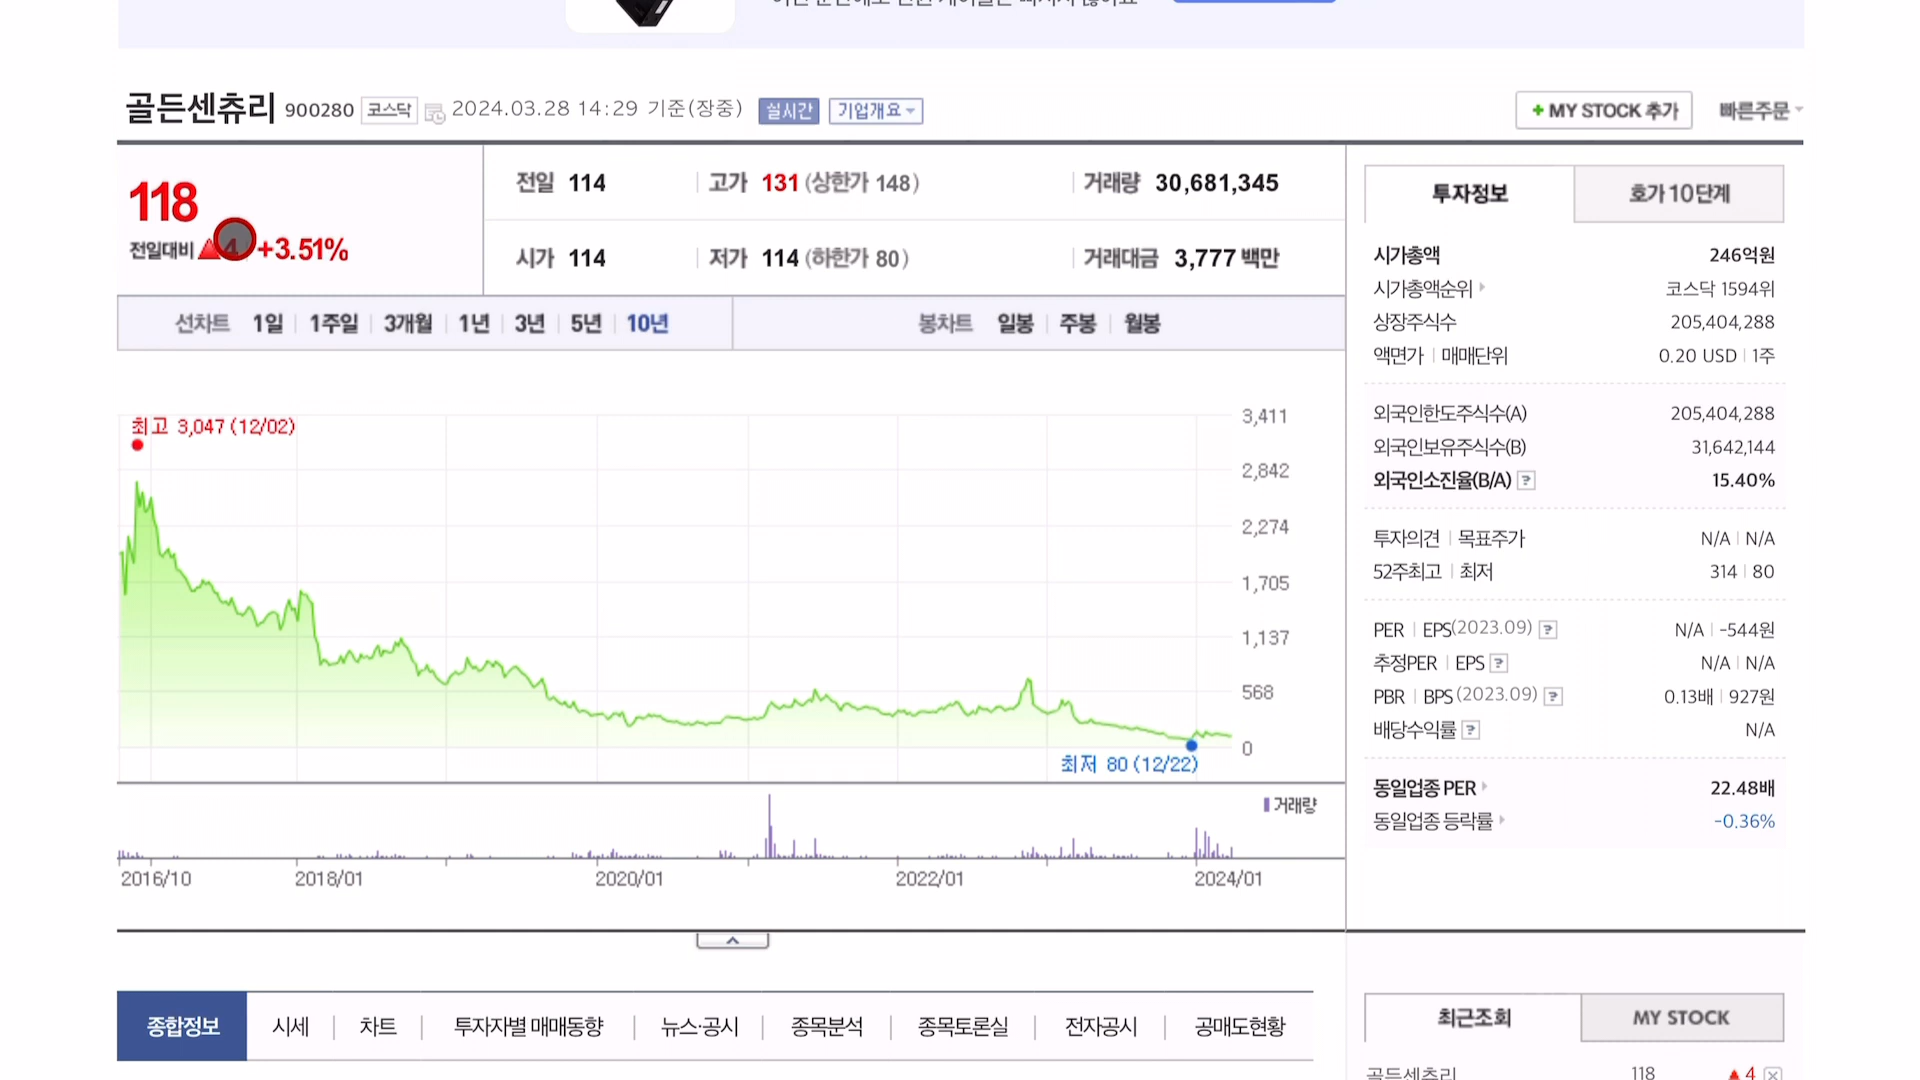 골든센츄리 900280 코스닥 2024.03.28 14:29 기준(장중) 실시간 기업개요
+ MY STOCK 추가 빠른주문
118
전일대비 ▲ 4 +3.51%
전일 114 고가 131 (상한가 148) 거래량 30,681,345
시가 114 저가 114 (하한가 80) 거래대금 3,777 백만
선차트 1일 1주일 3개월 1년 3년 5년 10년 봉차트 일봉 주봉 월봉
최고 3,047 (12/02)
3,411
2,842
2,274
1,705
1,137
568
0
최저 80 (12/22)
거래량
2016/10 2018/01 2020/01 2022/01 2024/01
투자정보 호가 10단계
시가총액 246억원
시가총액순위 코스닥 1594위
상장주식수 205,404,288
액면가 매매단위 0.20 USD 1주
외국인한도주식수(A) 205,404,288
외국인보유주식수(B) 31,642,144
외국인소진율(B/A) ? 15.40%
투자의견 목표주가 N/A N/A
52주최고 최저 314 80
PER EPS(2023.09) ? N/A -544원
추정PER EPS ? N/A N/A
PBR BPS (2023.09) ? 0.13배 927원
배당수익률 ? N/A
동일업종 PER 22.48배
동일업종 등락률 -0.36%
종합정보 시세 차트 투자자별 매매동향 뉴스·공시 종목분석 종목토론실 전자공시 공매도현황
최근조회 MY STOCK
골든센츄리 118 ▲ 4